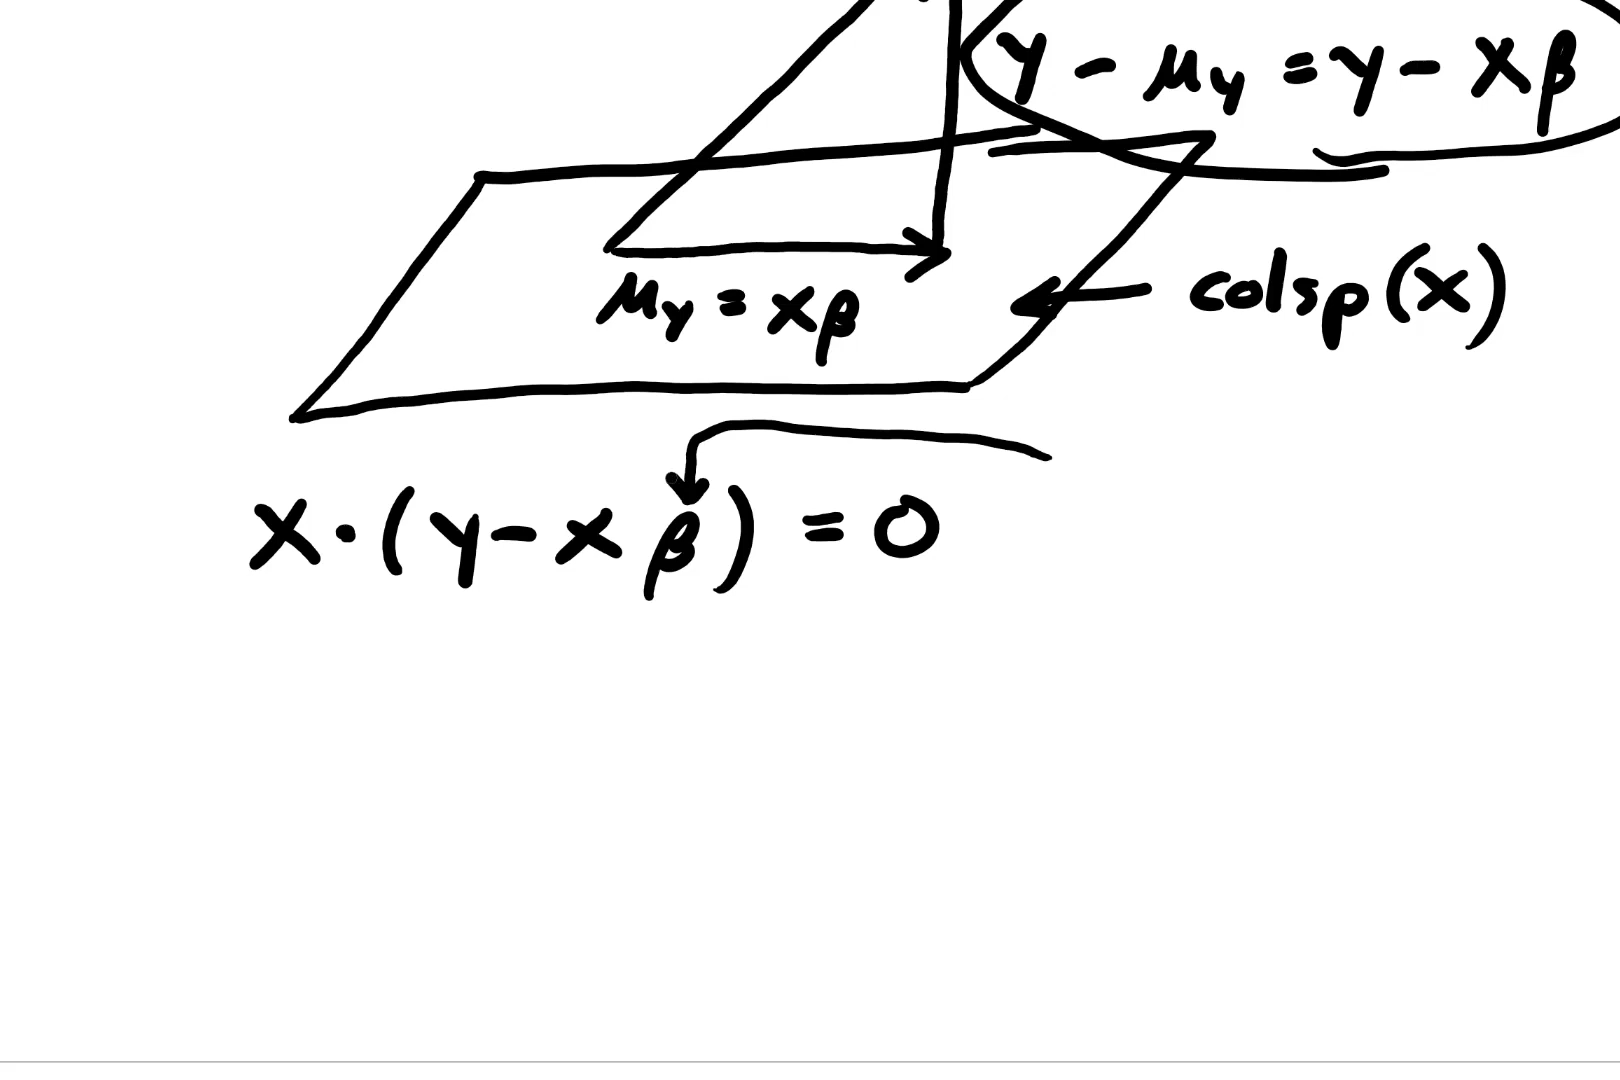 y - μy = y - Xβ
μy = Xβ
colsp(X)
X · (y - Xβ) = 0